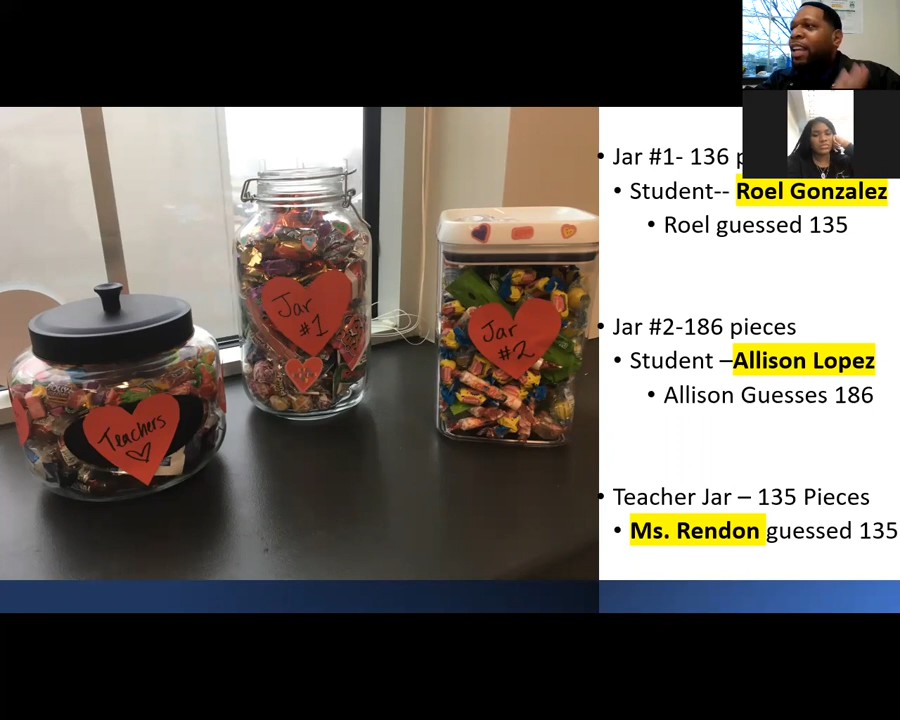 Jar #1- 136
Student-- Roel Gonzalez
Roel guessed 135
Jar #2-186 pieces
Student –Allison Lopez
Allison Guesses 186
Teacher Jar – 135 Pieces
Ms. Rendon guessed 135
Teachers
Jar
#1
Jar
#2